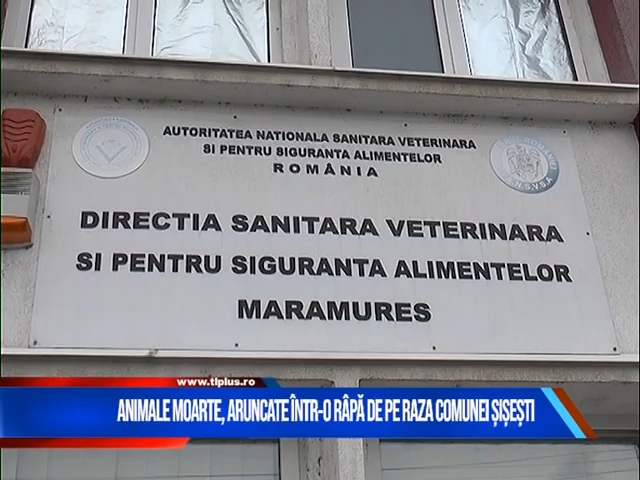 AUTORITATEA NATIONALA SANITARA VETERINARA
SI PENTRU SIGURANTA ALIMENTELOR
ROMÂNIA
DIRECTIA SANITARA VETERINARA
SI PENTRU SIGURANTA ALIMENTELOR
MARAMURES
www.tlplus.ro
ANIMALE MOARTE, ARUNCATE ÎNTR-O RÂPĂ DE PE RAZA COMUNEI ȘIȘEȘTI